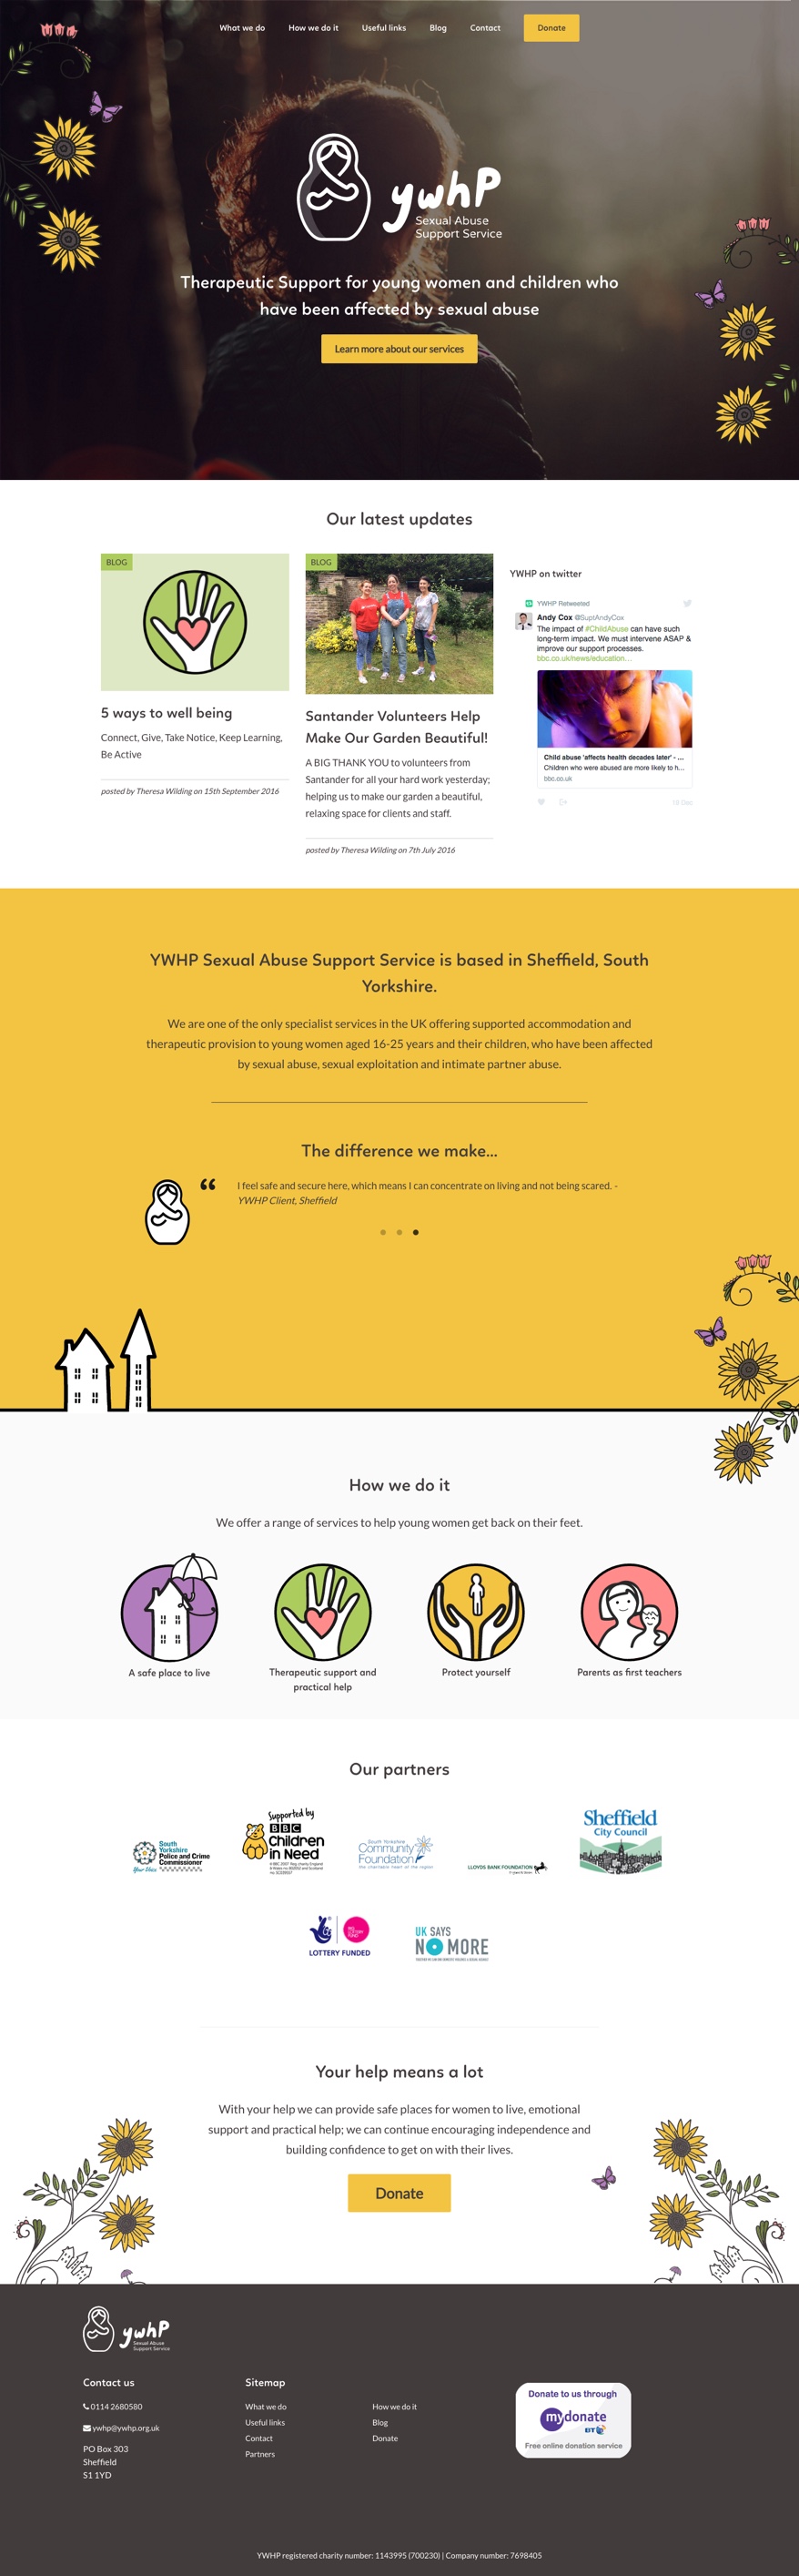 What we do
How we do it
Useful links
Blog
Contact
Donate
ywhP
Sexual Abuse
Support Service
Therapeutic Support for young women and children who
have been affected by sexual abuse
Learn more about our services
Our latest updates
BLOG
5 ways to well being
Connect, Give, Take Notice, Keep Learning,
Be Active
posted by Theresa Wilding on 15th September 2016
BLOG
Santander Volunteers Help
Make Our Garden Beautiful!
A BIG THANK YOU to volunteers from
Santander for all your hard work yesterday;
helping us to make our garden a beautiful,
relaxing space for clients and staff.
posted by Theresa Wilding on 7th July 2016
YWHP on twitter
YWHP Retweeted
Andy Cox @SuptAndyCox
The impact of #ChildAbuse can have such
long-term impact. We must intervene ASAP &
improve our support processes.
bbc.co.uk/news/education…
Child abuse 'affects health decades later' - ...
Children who were abused are more likely to h...
bbc.co.uk
18 Dec
YWHP Sexual Abuse Support Service is based in Sheffield, South
Yorkshire.
We are one of the only specialist services in the UK offering supported accommodation and
therapeutic provision to young women aged 16-25 years and their children, who have been affected
by sexual abuse, sexual exploitation and intimate partner abuse.
The difference we make...
“ I feel safe and secure here, which means I can concentrate on living and not being scared. -
YWHP Client, Sheffield
How we do it
We offer a range of services to help young women get back on their feet.
A safe place to live
Therapeutic support and
practical help
Protect yourself
Parents as first teachers
Our partners
South
Yorkshire
Police and Crime
Commissioner
Your Voice
Supported by
BBC
Children
in Need
South Yorkshire
Community
Foundation
the charitable heart of the region
LLOYDS BANK FOUNDATION
England & Wales
Sheffield
City Council
LOTTERY FUNDED
BIG
LOTTERY
FUND
UK SAYS
NO MORE
Your help means a lot
With your help we can provide safe places for women to live, emotional
support and practical help; we can continue encouraging independence and
building confidence to get on with their lives.
Donate
ywhP
Sexual Abuse
Support Service
Contact us
0114 2680580
ywhp@ywhp.org.uk
PO Box 303
Sheffield
S1 1YD
Sitemap
What we do
Useful links
Contact
Partners
How we do it
Blog
Donate
Donate to us through
mydonate
BT
Free online donation service
YWHP registered charity number: 1143995 (700230) | Company number: 7698405